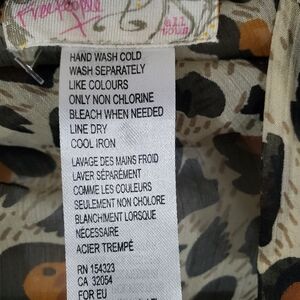 Free People
HAND WASH COLD
WASH SEPARATELY
LIKE COLOURS
ONLY NON CHLORINE
BLEACH WHEN NEEDED
LINE DRY
COOL IRON
LAVAGE DES MAINS FROID
LAVER SÉPARÉMENT
COMME LES COULEURS
SEULEMENT NON CHOLORE
BLANCHIMENT LORSQUE
NÉCESSAIRE
ACIER TREMPÉ
RN 154323
CA 32054
FOR EU